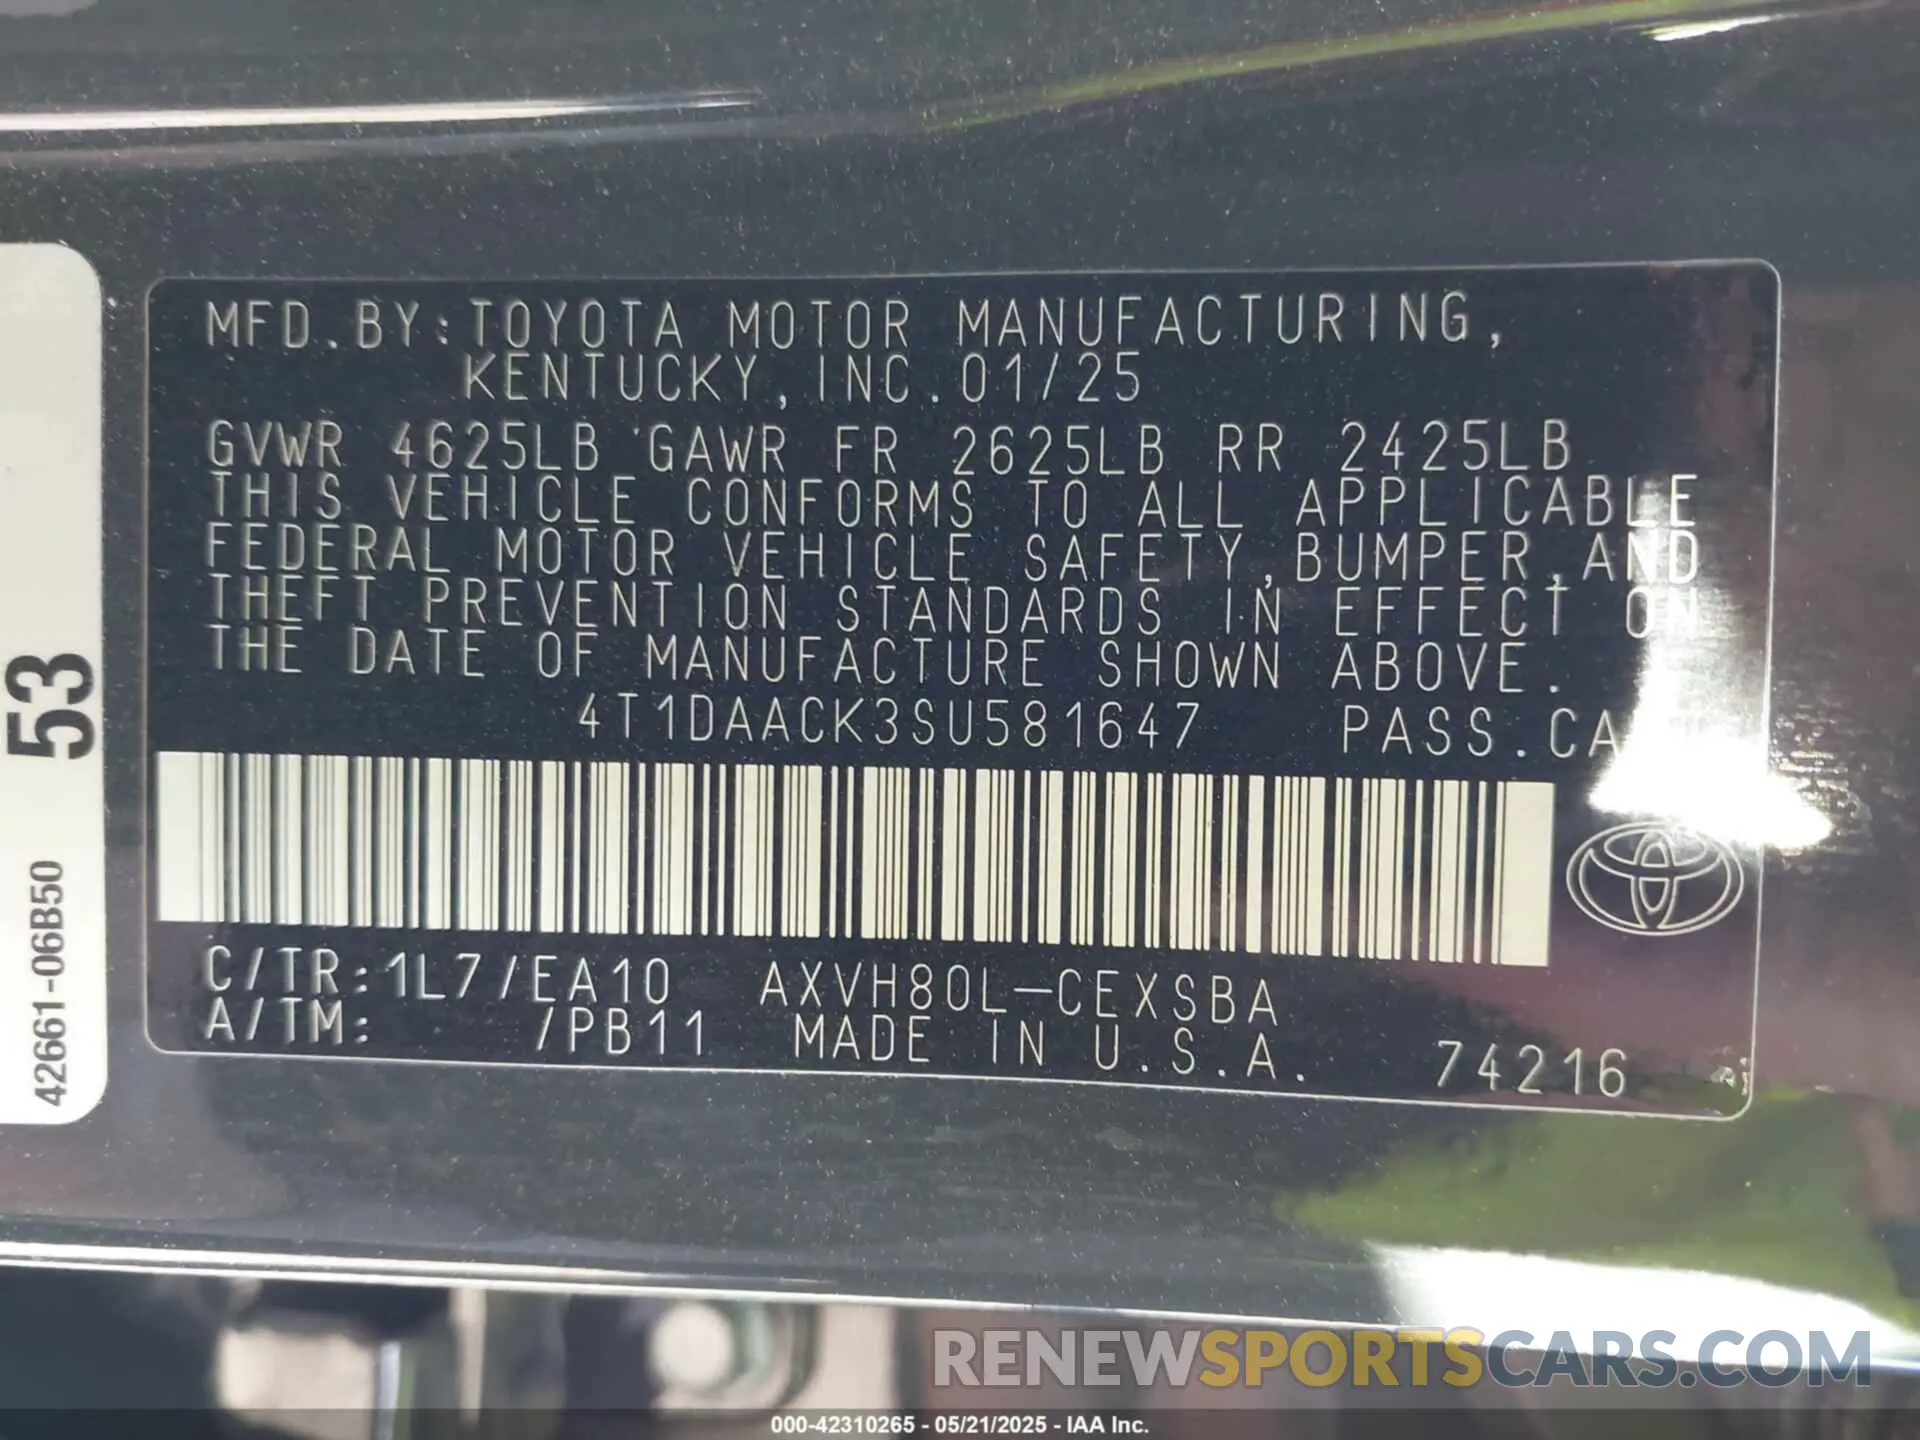 MFD. BY: TOYOTA MOTOR MANUFACTURING,
KENTUCKY, INC. 01/25
GVWR 4625LB GAWR FR 2625LB RR 2425LB
THIS VEHICLE CONFORMS TO ALL APPLICABLE
FEDERAL MOTOR VEHICLE SAFETY, BUMPER, AND
THEFT PREVENTION STANDARDS IN EFFECT ON
THE DATE OF MANUFACTURE SHOWN ABOVE.
4T1DAACK3SU581647 PASS.
C/TR: 1L7/EA10 AXVH80L-CEXSBA
A/TM: /PB11 MADE IN U.S.A. 74216
53
42661-06B50
RENEWSPORTSCARS.COM
000-42310265 - 05/21/2025 - IAA Inc.